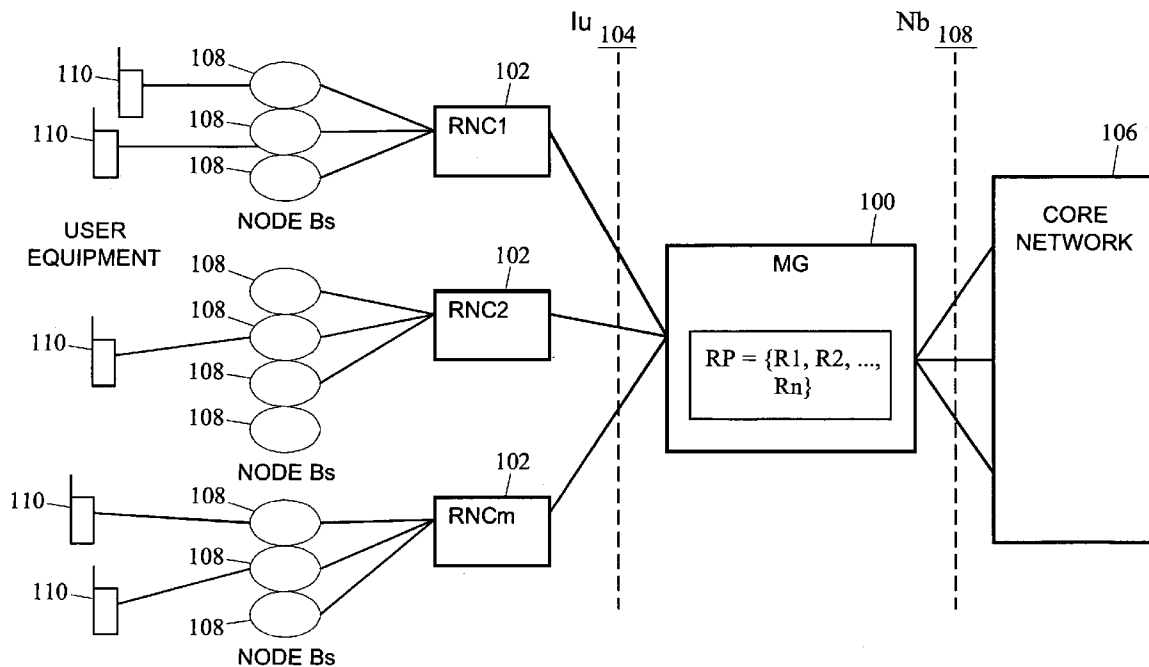 Iu 104
Nb 108
110
108
102
RNC1
110
108
108
NODE Bs
USER
EQUIPMENT
106
CORE
NETWORK
100
MG
RP = {R1, R2, ...,
Rn}
108
102
RNC2
108
110
108
108
NODE Bs
110
108
102
RNCm
108
110
108
NODE Bs